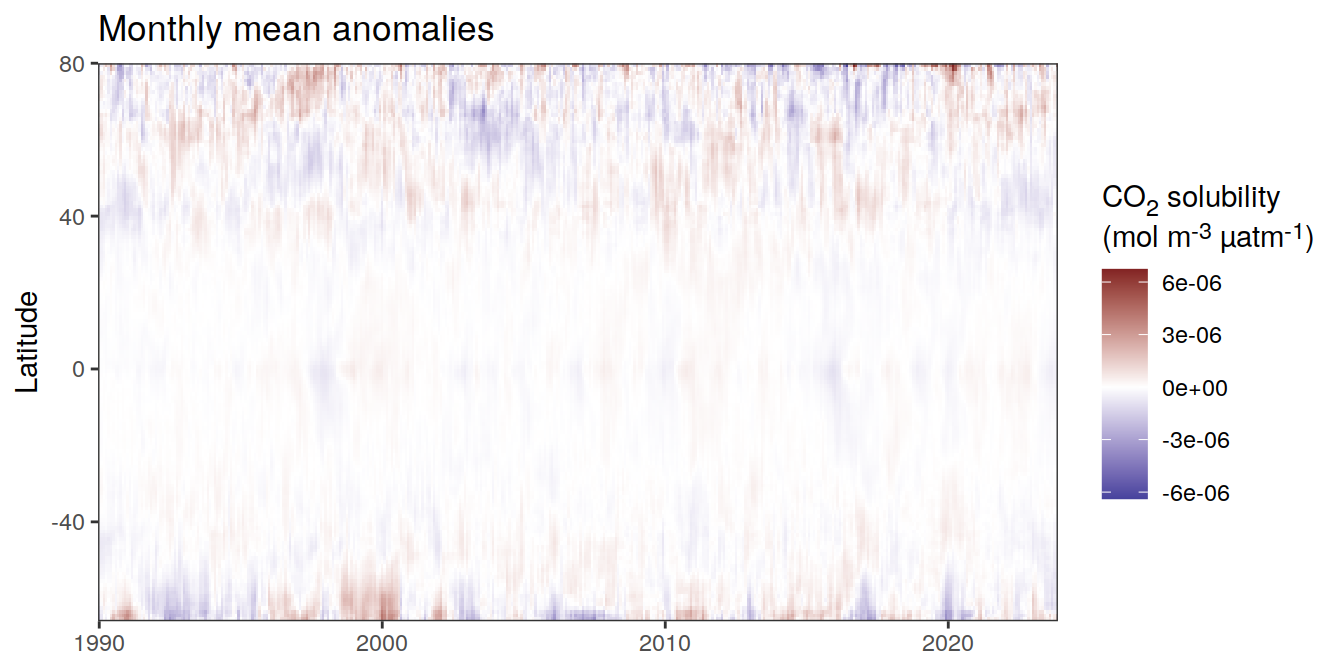 Monthly mean anomalies
80
40
0
-40
Latitude
1990
2000
2010
2020
CO₂ solubility
(mol m⁻³ µatm⁻¹)
6e-06
3e-06
0e+00
-3e-06
-6e-06